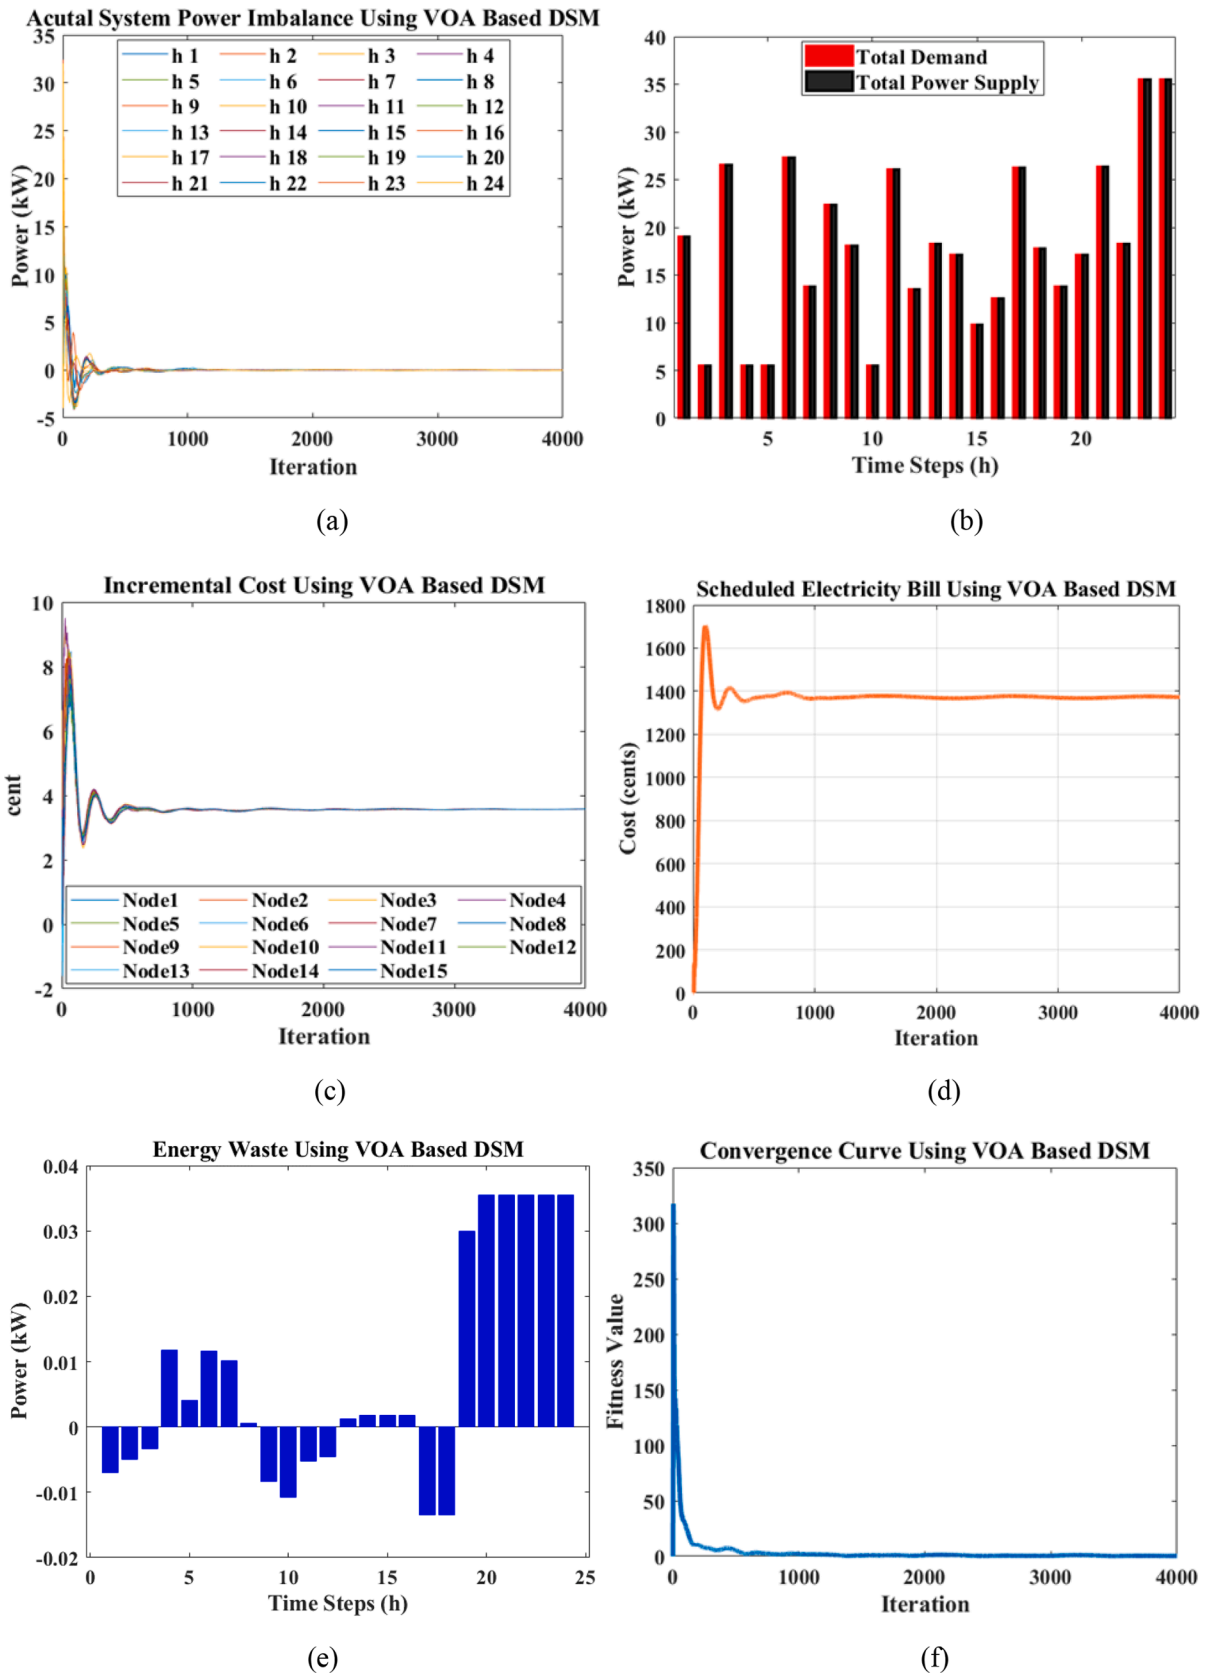 Acutal System Power Imbalance Using VOA Based DSM
35
30
25
20
15
10
5
0
-5
Power (kW)
h 1 h 2 h 3 h 4
h 5 h 6 h 7 h 8
h 9 h 10 h 11 h 12
h 13 h 14 h 15 h 16
h 17 h 18 h 19 h 20
h 21 h 22 h 23 h 24
0 1000 2000 3000 4000
Iteration
(a)
40
35
30
25
20
15
10
5
0
Power (kW)
Total Demand
Total Power Supply
5 10 15 20
Time Steps (h)
(b)
Incremental Cost Using VOA Based DSM
10
8
6
4
2
0
-2
cent
Node1 Node2 Node3 Node4
Node5 Node6 Node7 Node8
Node9 Node10 Node11 Node12
Node13 Node14 Node15
0 1000 2000 3000 4000
Iteration
(c)
Scheduled Electricity Bill Using VOA Based DSM
1800
1600
1400
1200
1000
800
600
400
200
0
Cost (cents)
0 1000 2000 3000 4000
Iteration
(d)
Energy Waste Using VOA Based DSM
0.04
0.03
0.02
0.01
0
-0.01
-0.02
Power (kW)
0 5 10 15 20 25
Time Steps (h)
(e)
Convergence Curve Using VOA Based DSM
350
300
250
200
150
100
50
0
Fitness Value
0 1000 2000 3000 4000
Iteration
(f)